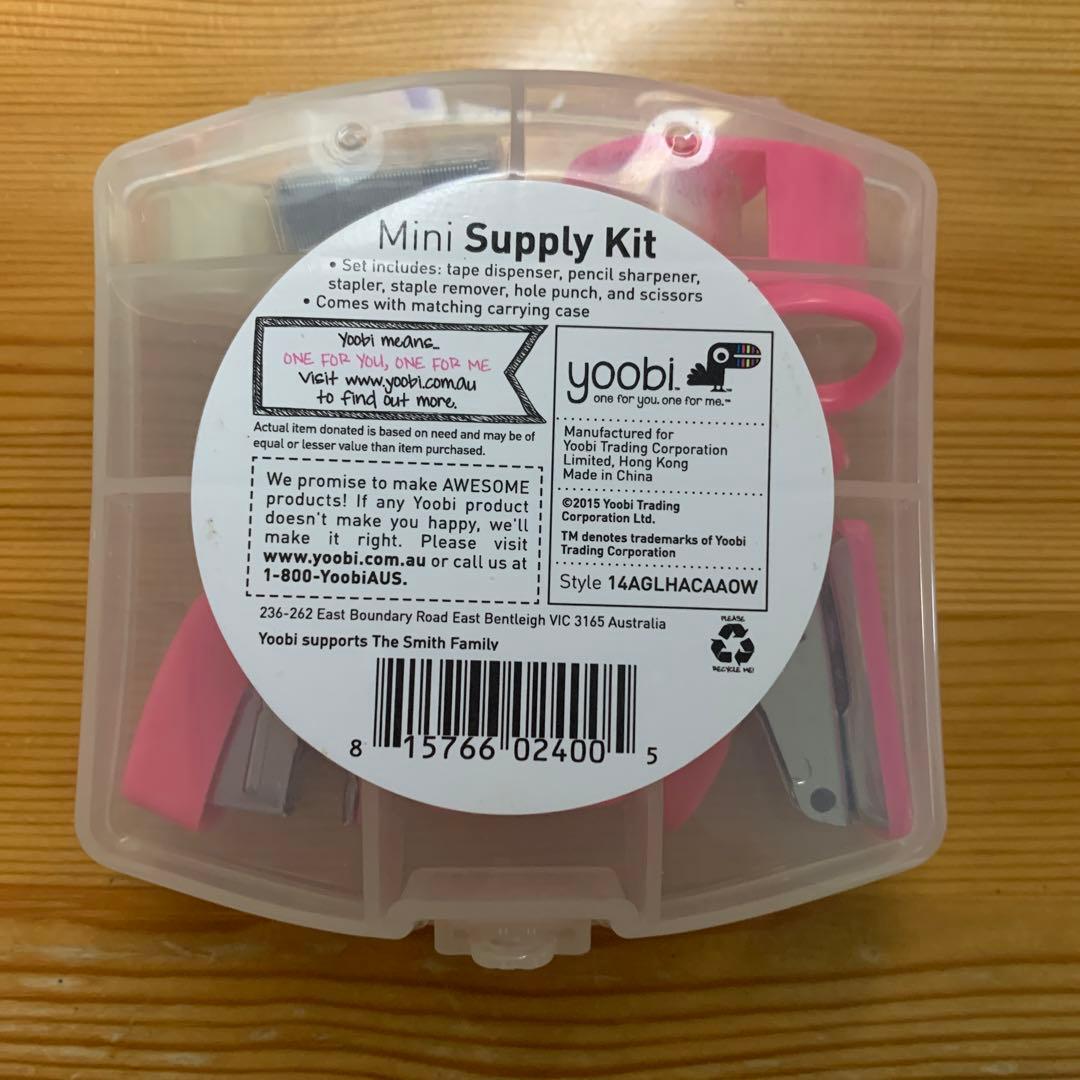 Mini Supply Kit
• Set includes: tape dispenser, pencil sharpener,
stapler, staple remover, hole punch, and scissors
• Comes with matching carrying case
Yoobi means...
ONE FOR YOU, ONE FOR ME
Visit www.yoobi.com.au
to find out more.
Actual item donated is based on need and may be of
equal or lesser value than item purchased.
We promise to make AWESOME
products! If any Yoobi product
doesn't make you happy, we'll
make it right. Please visit
www.yoobi.com.au or call us at
1-800-YoobiAUS.
yoobi™
one for you. one for me.™
Manufactured for
Yoobi Trading Corporation
Limited, Hong Kong
Made in China
©2015 Yoobi Trading
Corporation Ltd.
TM denotes trademarks of Yoobi
Trading Corporation
Style 14AGLHACAAOW
236-262 East Boundary Road East Bentleigh VIC 3165 Australia
Yoobi supports The Smith Family
PLEASE
RECYCLE ME!
8 15766 02400 5